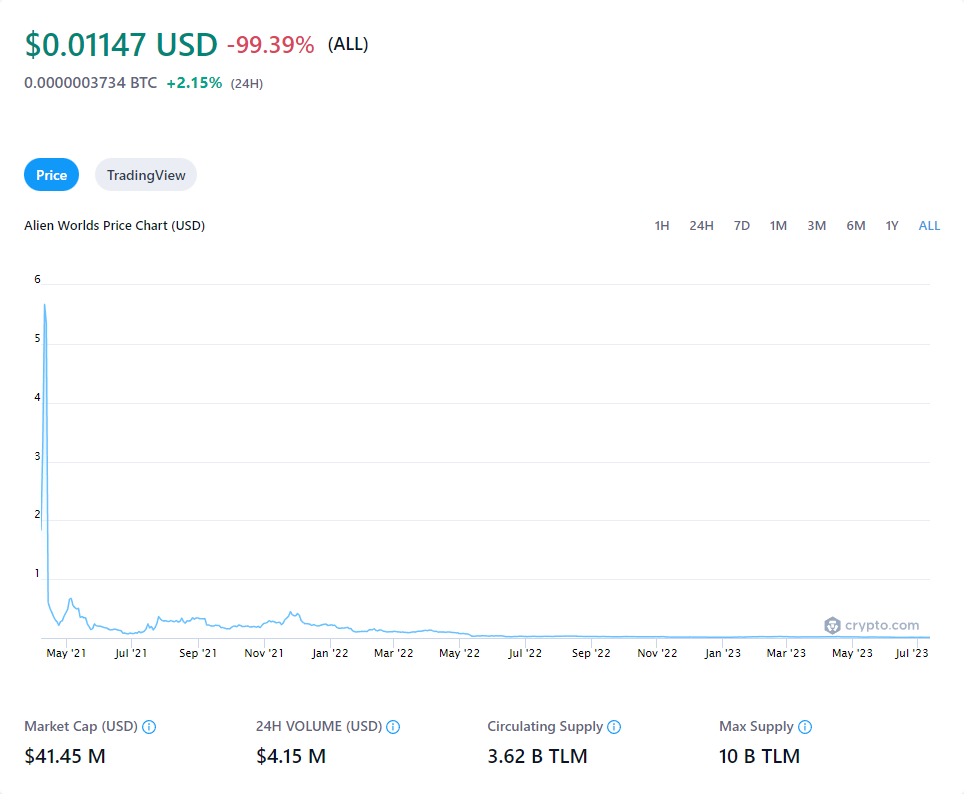 $0.01147 USD -99.39% (ALL)
0.0000003734 BTC +2.15% (24H)
Price TradingView
Alien Worlds Price Chart (USD) 1H 24H 7D 1M 3M 6M 1Y ALL
6
5
4
3
2
1
crypto.com
May '21 Jul '21 Sep '21 Nov '21 Jan '22 Mar '22 May '22 Jul '22 Sep '22 Nov '22 Jan '23 Mar '23 May '23 Jul '23
Market Cap (USD) 24H VOLUME (USD) Circulating Supply Max Supply
$41.45 M $4.15 M 3.62 B TLM 10 B TLM